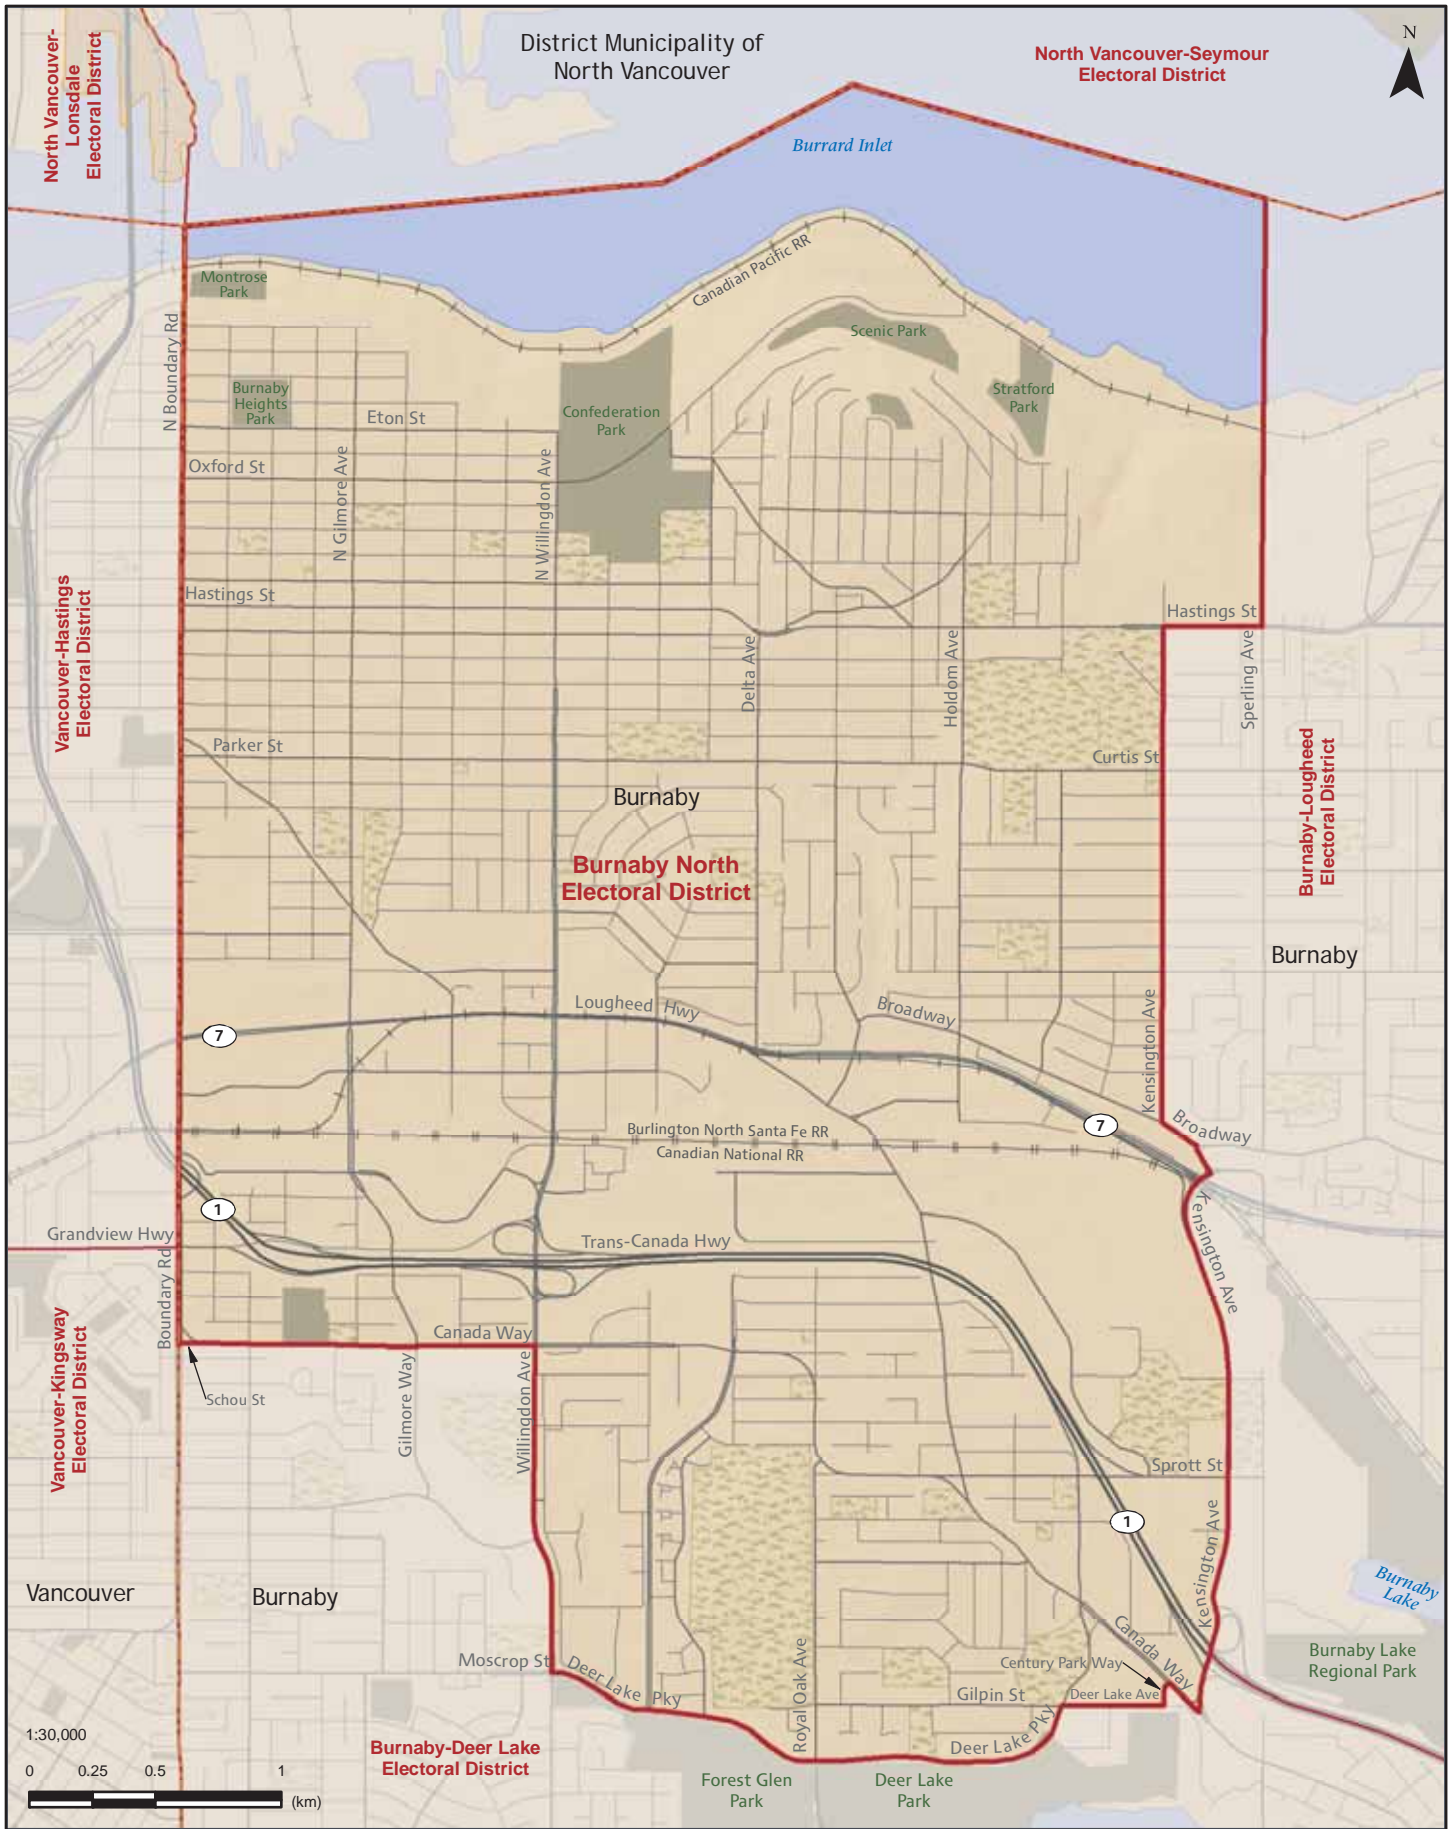 District Municipality of
North Vancouver
North Vancouver-Seymour
Electoral District
N
North Vancouver-
Lonsdale
Electoral District
Burrard Inlet
Canadian Pacific RR
Montrose
Park
Scenic Park
N Boundary Rd
Burnaby
Heights
Park
Eton St
Confederation
Park
Stratford
Park
Oxford St
N Gilmore Ave
N Willingdon Ave
Vancouver-Hastings
Electoral District
Hastings St
Hastings St
Delta Ave
Holdom Ave
Sperling Ave
Parker St
Curtis St
Burnaby
Burnaby North
Electoral District
Burnaby-Lougheed
Electoral District
Burnaby
Lougheed Hwy
Broadway
7
Kensington Ave
7
Broadway
Burlington North Santa Fe RR
Canadian National RR
1
Grandview Hwy
Trans-Canada Hwy
Kensington Ave
Boundary Rd
Canada Way
Vancouver-Kingsway
Electoral District
Schou St
Gilmore Way
Willingdon Ave
Sprott St
1
Kensington Ave
Vancouver
Burnaby
Burnaby
Lake
Moscrop St
Deer Lake Pky
Royal Oak Ave
Canada Way
Century Park Way
Burnaby Lake
Regional Park
Gilpin St
Deer Lake Ave
Deer Lake Pky
1:30,000
0 0.25 0.5 1
(km)
Burnaby-Deer Lake
Electoral District
Forest Glen
Park
Deer Lake
Park